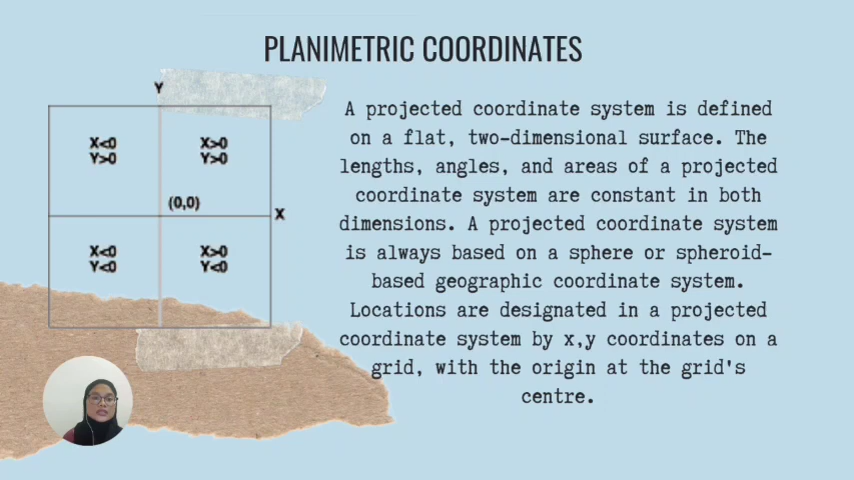 PLANIMETRIC COORDINATES
Y
X<0
Y>0
X>0
Y>0
(0,0)
X
X<0
Y<0
X>0
Y<0
A projected coordinate system is defined
on a flat, two-dimensional surface. The
lengths, angles, and areas of a projected
coordinate system are constant in both
dimensions. A projected coordinate system
is always based on a sphere or spheroid-
based geographic coordinate system.
Locations are designated in a projected
coordinate system by x,y coordinates on a
grid, with the origin at the grid's
centre.